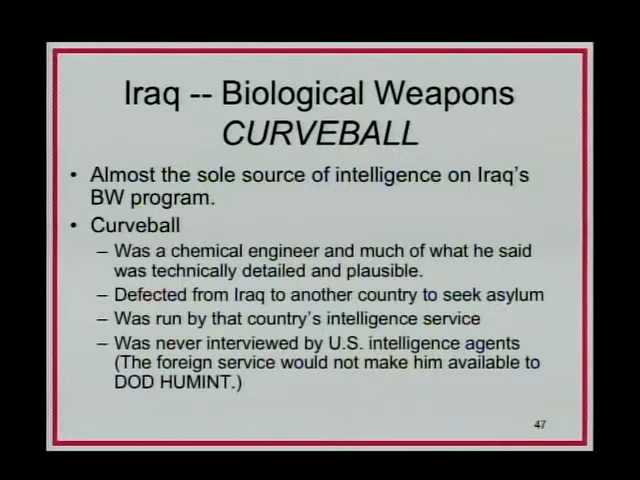 Iraq -- Biological Weapons
CURVEBALL
• Almost the sole source of intelligence on Iraq's
BW program.
• Curveball
– Was a chemical engineer and much of what he said
was technically detailed and plausible.
– Defected from Iraq to another country to seek asylum
– Was run by that country's intelligence service
– Was never interviewed by U.S. intelligence agents
(The foreign service would not make him available to
DOD HUMINT.)
47